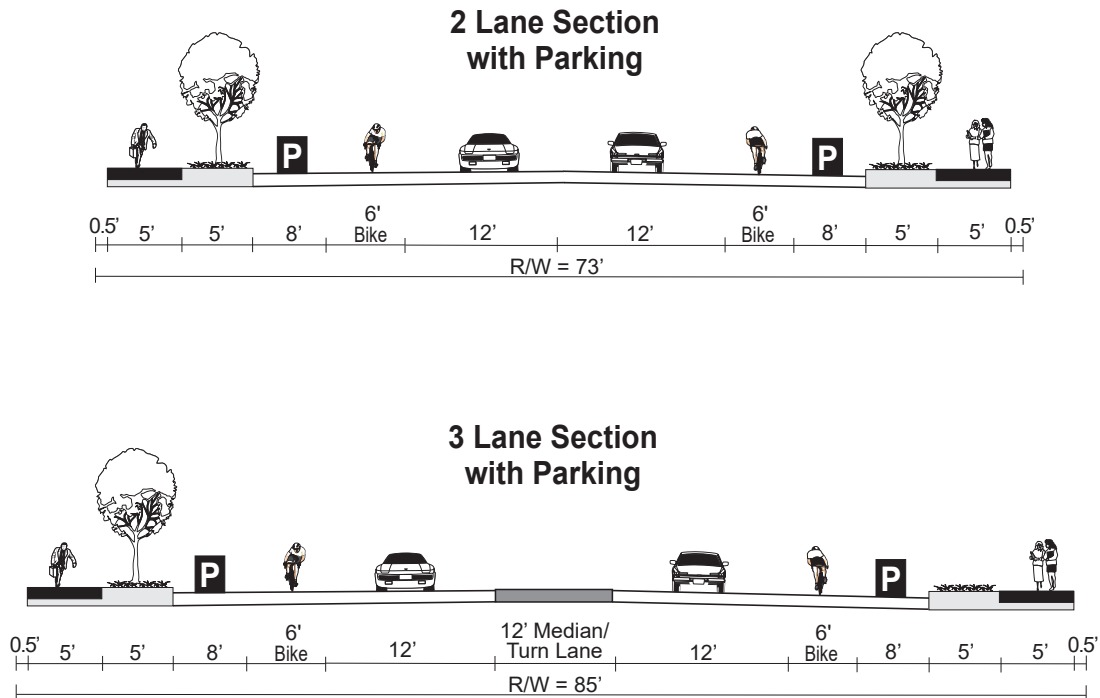 2 Lane Section
with Parking
P
P
0.5’ 5’ 5’ 8’ 6' Bike 12’ 12’ 6' Bike 8’ 5’ 5’ 0.5’
R/W = 73’
3 Lane Section
with Parking
P
P
0.5’ 5’ 5’ 8’ 6' Bike 12’ 12’ Median/ Turn Lane 12’ 6' Bike 8’ 5’ 5’ 0.5’
R/W = 85’